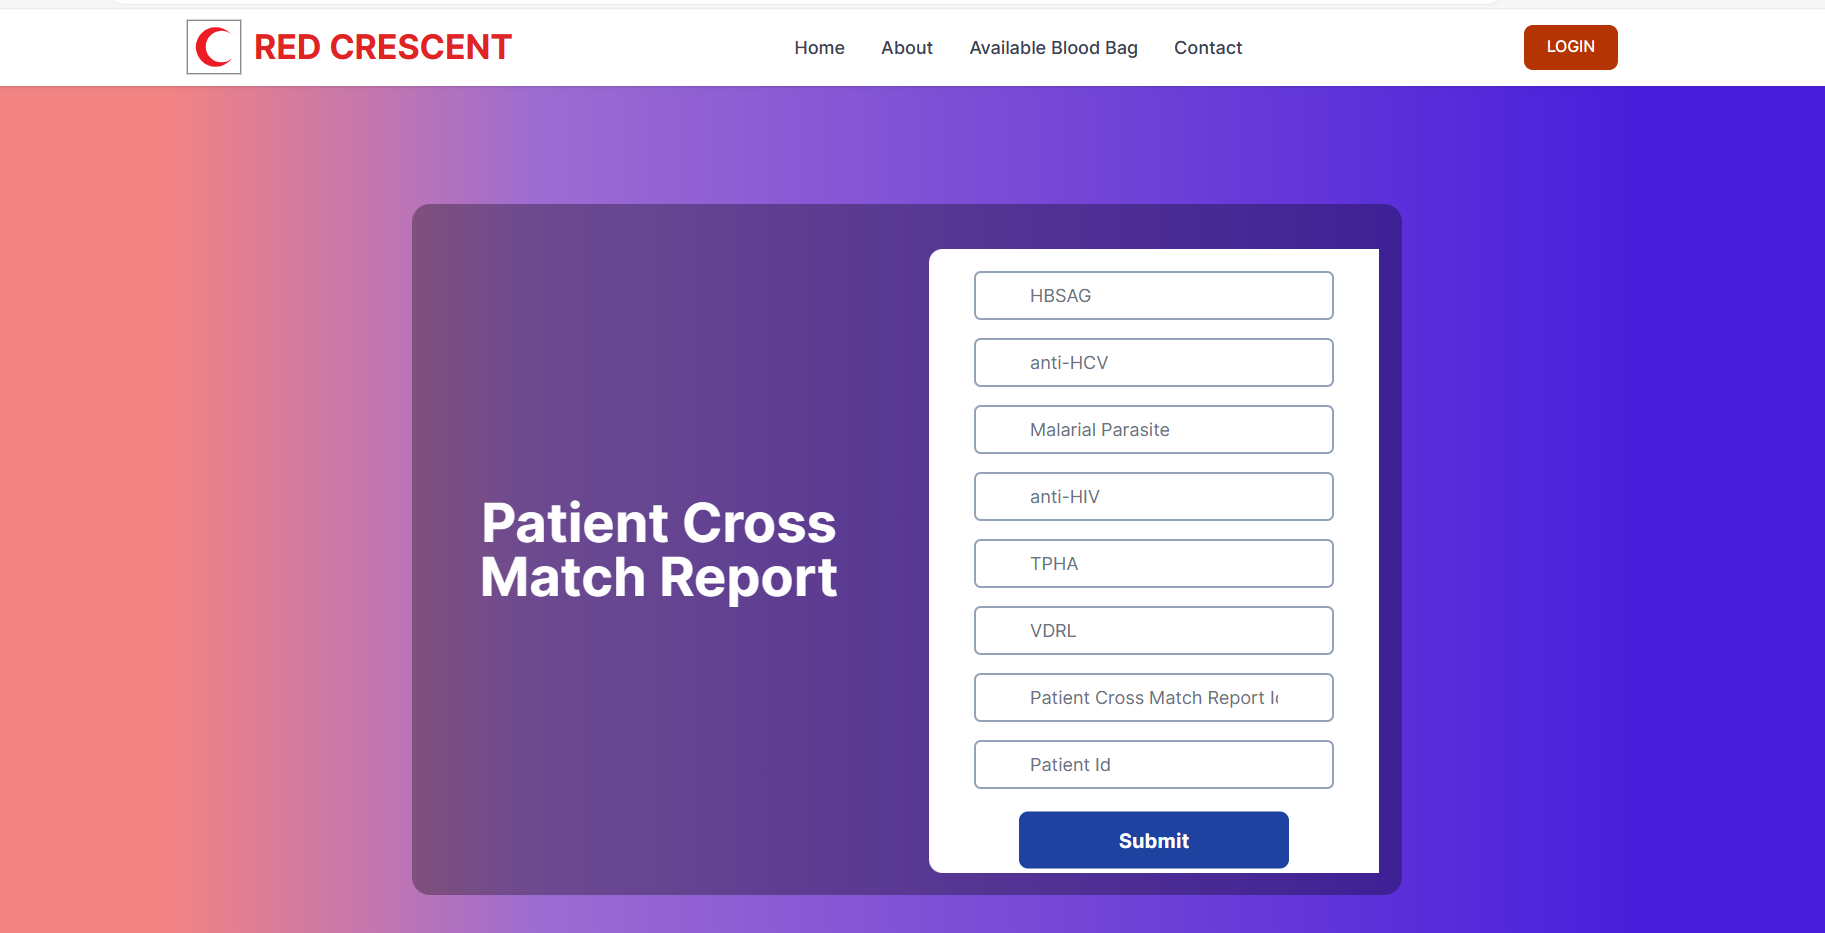 RED CRESCENT
Home About Available Blood Bag Contact
LOGIN
Patient Cross
Match Report
HBSAG
anti-HCV
Malarial Parasite
anti-HIV
TPHA
VDRL
Patient Cross Match Report
Patient Id
Submit